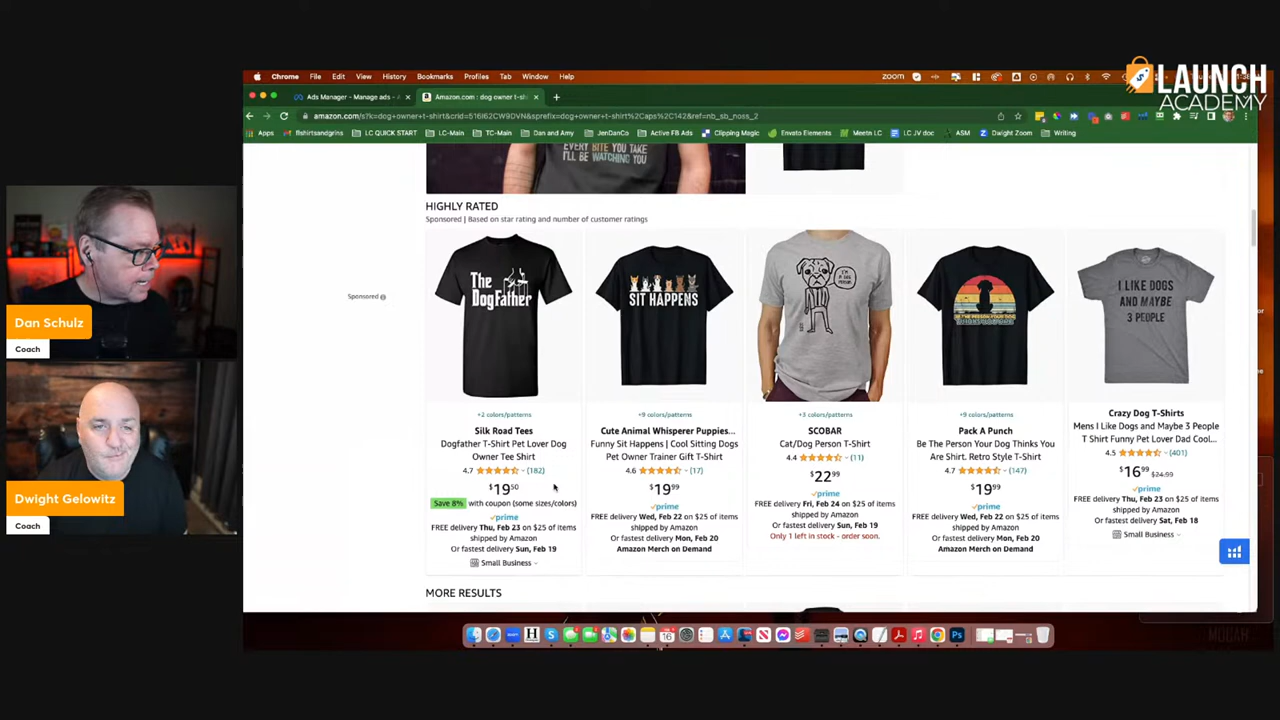 LAUNCH
ACADEMY
Chrome File Edit View History Bookmarks Profiles Tab Window Help
zoom
Ads Manager - Manage ads -
Amazon.com : dog owner t-sh
amazon.com/s?k=dog+owner+t-shirt&crid=516I62CW9DVN&sprefix=dog+owner+t-shirt%2Caps%2C142&ref=nb_sb_noss_2
Apps flshirtsandgrins LC QUICK START LC-Main TC-Main Dan and Amy JenDanCo Active FB Ads Clipping Magic Envato Elements Meetn LC LC JV doc ASM Dwight Zoom Writing
EVERY BITE YOU TAKE
I'LL BE WATCHING YOU
HIGHLY RATED
Sponsored | Based on star rating and number of customer ratings
Sponsored
The
DogFather
SIT HAPPENS
I LIKE DOGS
AND MAYBE
3 PEOPLE
+2 colors/patterns
Silk Road Tees
Dogfather T-Shirt Pet Lover Dog
Owner Tee Shirt
4.7 (182)
$19.50
Save 8% with coupon (some sizes/colors)
prime
FREE delivery Thu, Feb 23 on $25 of items
shipped by Amazon
Or fastest delivery Sun, Feb 19
Small Business
+9 colors/patterns
Cute Animal Whisperer Puppies...
Funny Sit Happens | Cool Sitting Dogs
Pet Owner Trainer Gift T-Shirt
4.6 (17)
$19.99
prime
FREE delivery Wed, Feb 22 on $25 of items
shipped by Amazon
Or fastest delivery Mon, Feb 20
Amazon Merch on Demand
+3 colors/patterns
SCOBAR
Cat/Dog Person T-Shirt
4.4 (11)
$22.99
prime
FREE delivery Fri, Feb 24 on $25 of items
shipped by Amazon
Or fastest delivery Sun, Feb 19
Only 1 left in stock - order soon.
+9 colors/patterns
Pack A Punch
Be The Person Your Dog Thinks You
Are Shirt. Retro Style T-Shirt
4.7 (147)
$19.99
prime
FREE delivery Wed, Feb 22 on $25 of items
shipped by Amazon
Or fastest delivery Mon, Feb 20
Amazon Merch on Demand
Crazy Dog T-Shirts
Mens I Like Dogs and Maybe 3 People
T Shirt Funny Pet Lover Dad Cool...
4.5 (401)
$16.99 $24.99
prime
FREE delivery Thu, Feb 23 on $25 of items
shipped by Amazon
Or fastest delivery Sat, Feb 18
Small Business
MORE RESULTS
Dan Schulz
Coach
Dwight Gelowitz
Coach